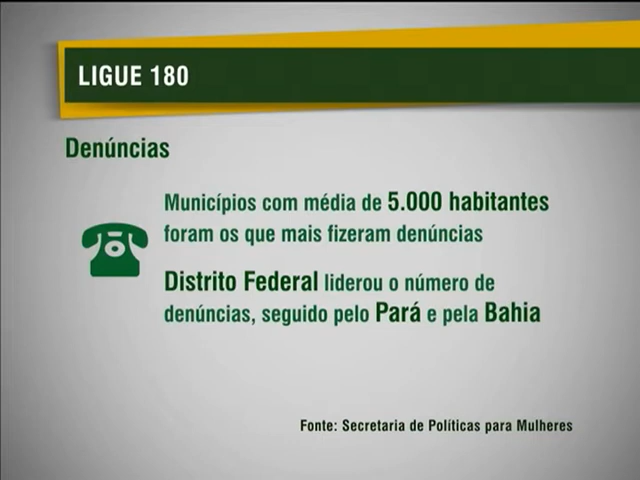 LIGUE 180
Denúncias
Municípios com média de 5.000 habitantes
foram os que mais fizeram denúncias
Distrito Federal liderou o número de
denúncias, seguido pelo Pará e pela Bahia
Fonte: Secretaria de Políticas para Mulheres